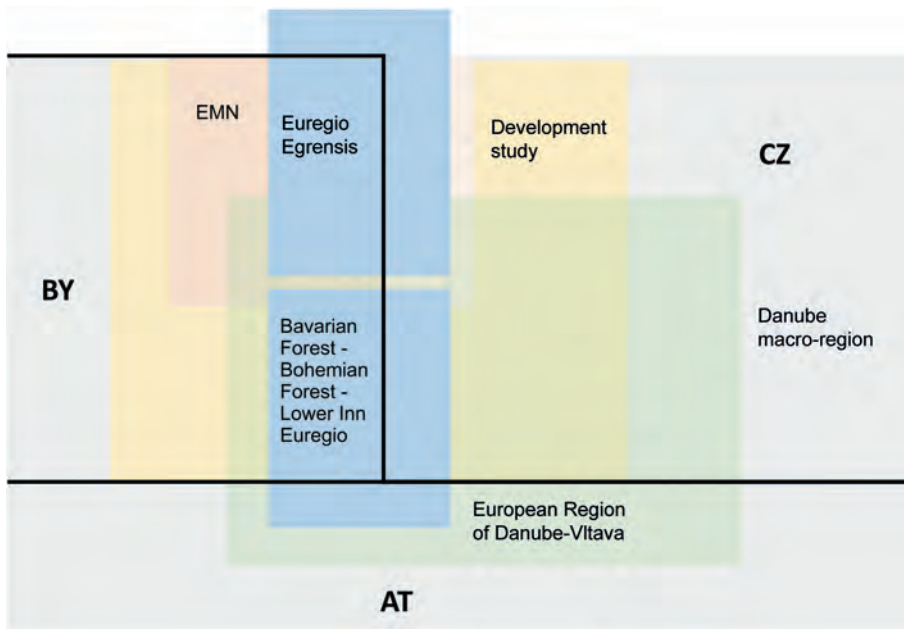 EMN
Euregio
Egrensis
Development
study
CZ
BY
Bavarian
Forest -
Bohemian
Forest -
Lower Inn
Euregio
Danube
macro-region
European Region
of Danube-Vltava
AT